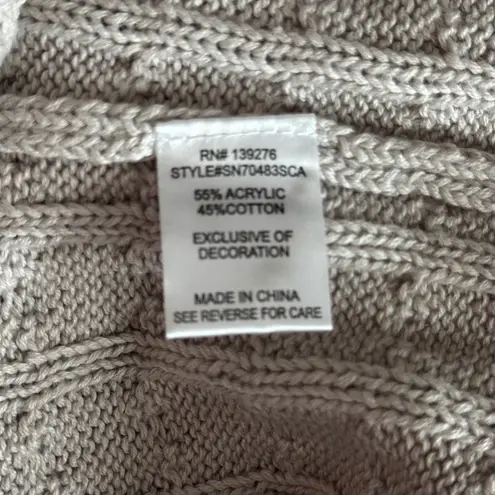 RN# 139276
STYLE#SN70483SCA
55% ACRYLIC
45%COTTON
EXCLUSIVE OF
DECORATION
MADE IN CHINA
SEE REVERSE FOR CARE